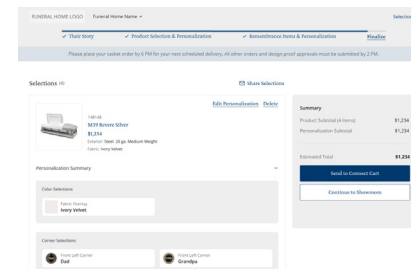 FUNERAL HOME LOGO Funeral Home Name
Selections
✓ Their Story ✓ Product Selection & Personalization ✓ Remembrance Items & Personalization Finalize
Please place your casket order by 6 PM for your next scheduled delivery. All other orders and design proof approvals must be submitted by 2 PM.
Selections (4) Share Selections
Edit Personalization Delete
M39 Revere Silver
$1,234
Exterior: Steel: 20 ga. Medium Weight
Fabric: Ivory Velvet
Personalization Summary
Color Selections
Fabric Overlay
Ivory Velvet
Corner Selections
Front Left Corner
Dad
Front Left Corner
Grandpa
Summary
Product Subtotal (4 items) $1,234
Personalization Subtotal $1,234
Estimated Total $1,234
Send to Connect Cart
Continue to Showroom